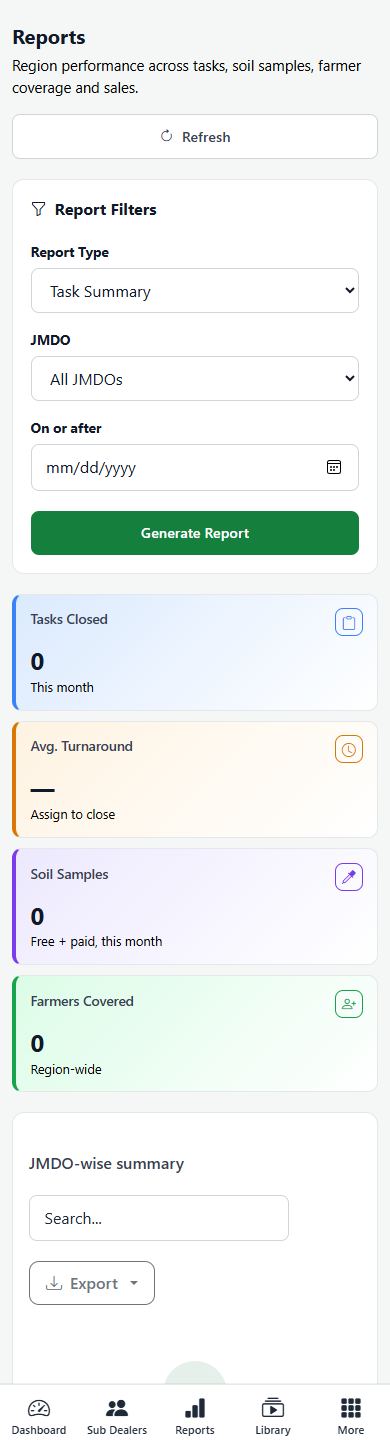 Reports
Region performance across tasks, soil samples, farmer
coverage and sales.
Refresh
Report Filters
Report Type
Task Summary
JMDO
All JMDOs
On or after
mm/dd/yyyy
Generate Report
Tasks Closed
0
This month
Avg. Turnaround
—
Assign to close
Soil Samples
0
Free + paid, this month
Farmers Covered
0
Region-wide
JMDO-wise summary
Search...
Export
Dashboard
Sub Dealers
Reports
Library
More